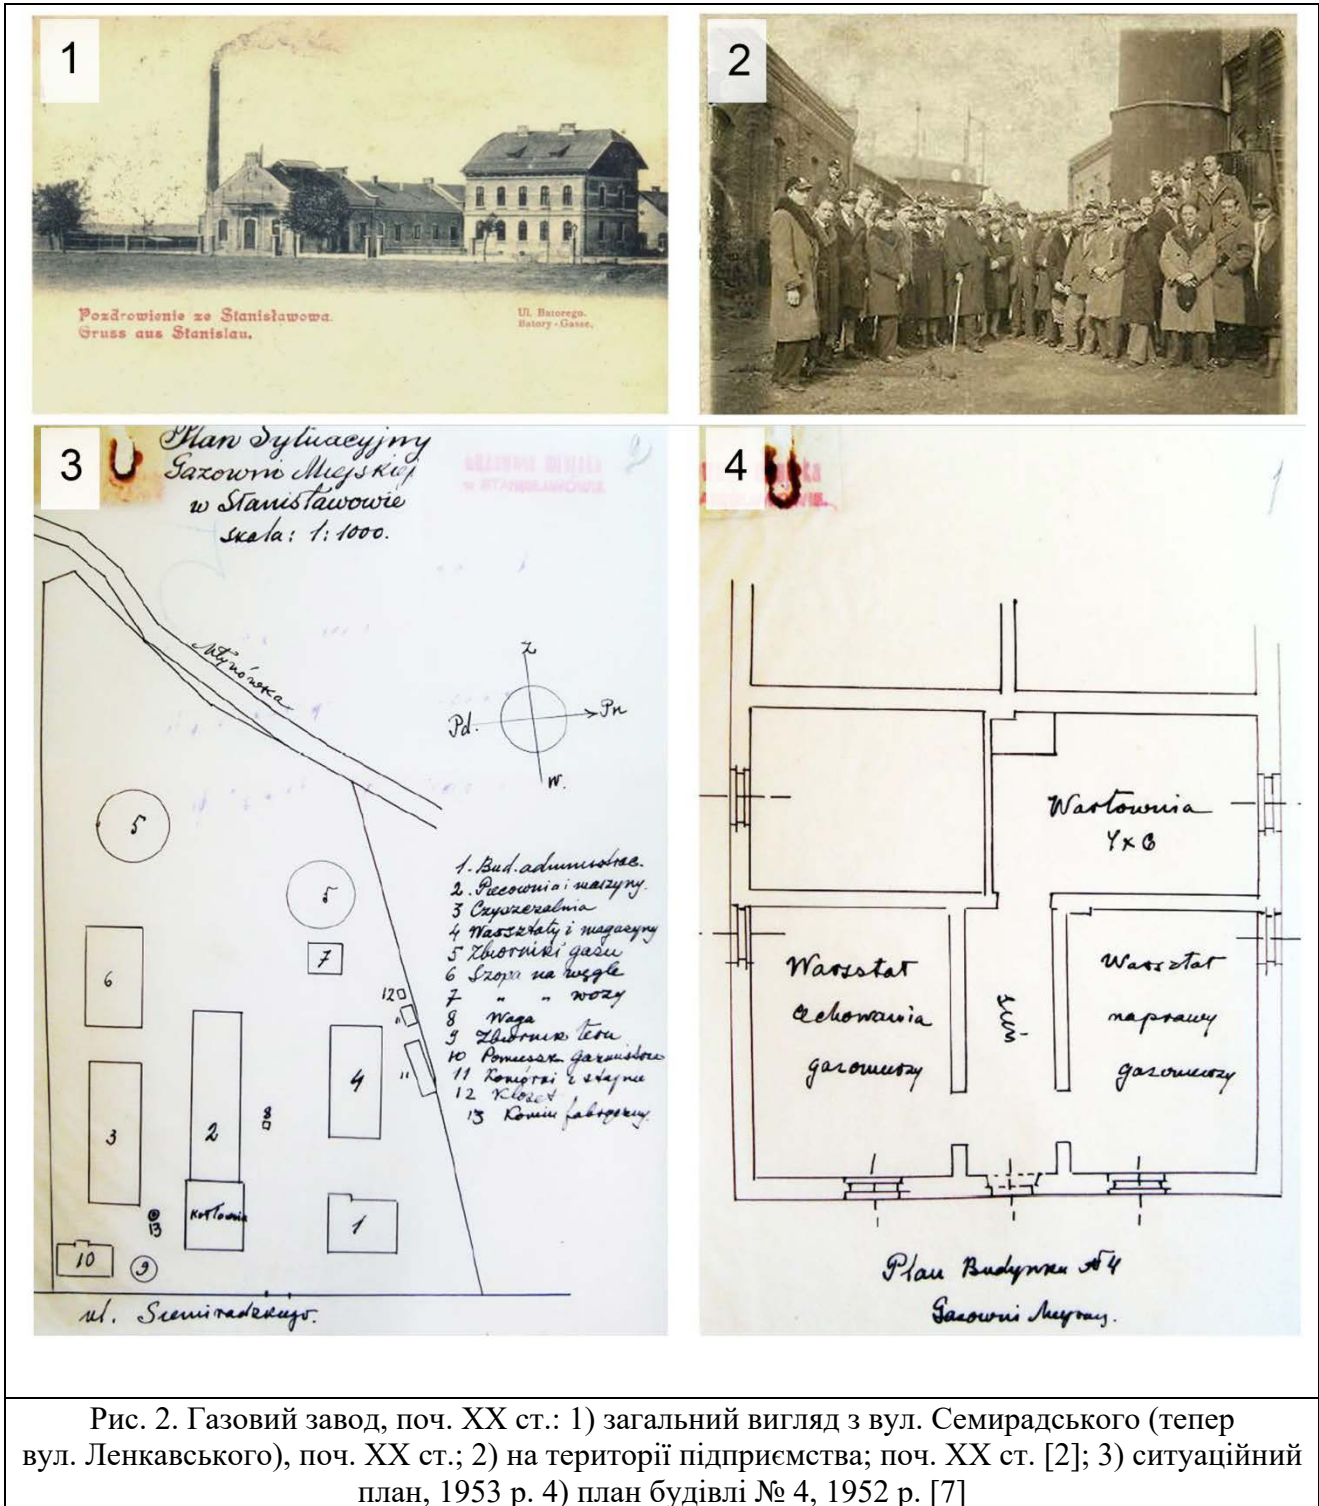 1
2
Pozdrowienie ze Stanisławowa.
Gruss aus Stanislau.
Ul. Batorego.
Batory-Gasse.
3
Plan Sytuacyjny
Gazowni Miejskiej
w Stanisławowie
skala: 1:1000.
2
Młynówka
Z
Pd.
Pn
W.
5
5
7
6
12
11
11
4
8
3
2
13
Kotłownia
1
10
9
ul. Siemiradzkiego.
1. Bud. administrac.
2. Piecownia i maszyny.
3 Czyszczalnia
4 Warsztaty i magazyny
5 Zbiorniki gazu
6 Szopa na węgle
7 " " wozy
8 Waga
9 Zbiornik teru
10 Pomieszk. gazmistrza
11 Komórki i stajnie
12 Klozet
13 Komin fabryczny.
4
1
Wartownia
Warsztat
cechowania
gazomierzy
sień
Warsztat
naprawy
gazomierzy
Plan Budynku № 4
Gazowni Miejskiej.
Рис. 2. Газовий завод, поч. ХХ ст.: 1) загальний вигляд з вул. Семирадського (тепер
вул. Ленкавського), поч. ХХ ст.; 2) на території підприємства; поч. ХХ ст. [2]; 3) ситуаційний
план, 1953 р. 4) план будівлі № 4, 1952 р. [7]